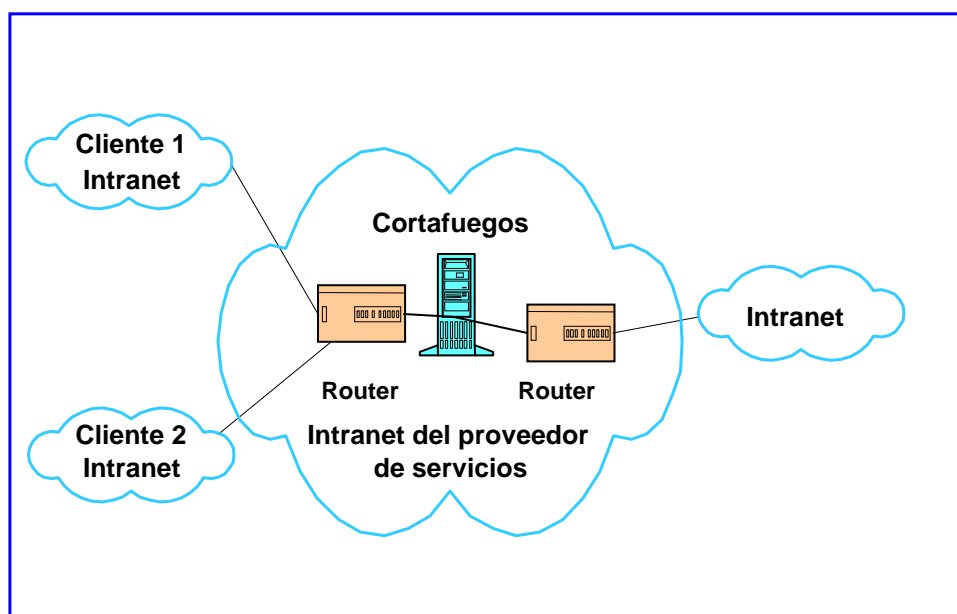 Cliente 1
Intranet
Cortafuegos
Intranet
Router
Router
Cliente 2
Intranet
Intranet del proveedor
de servicios